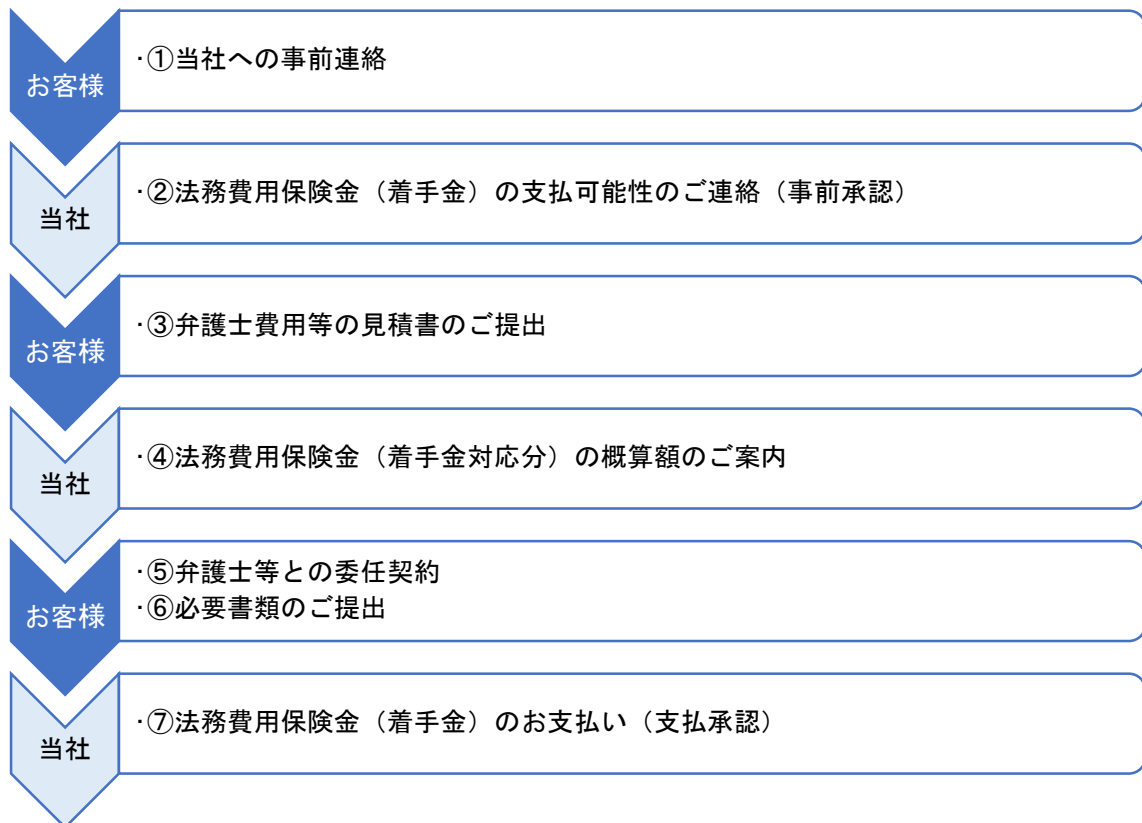 お客様
·①当社への事前連絡
当社
·②法務費用保険金（着手金）の支払可能性のご連絡（事前承認）
お客様
·③弁護士費用等の見積書のご提出
当社
·④法務費用保険金（着手金対応分）の概算額のご案内
お客様
·⑤弁護士等との委任契約
·⑥必要書類のご提出
当社
·⑦法務費用保険金（着手金）のお支払い（支払承認）